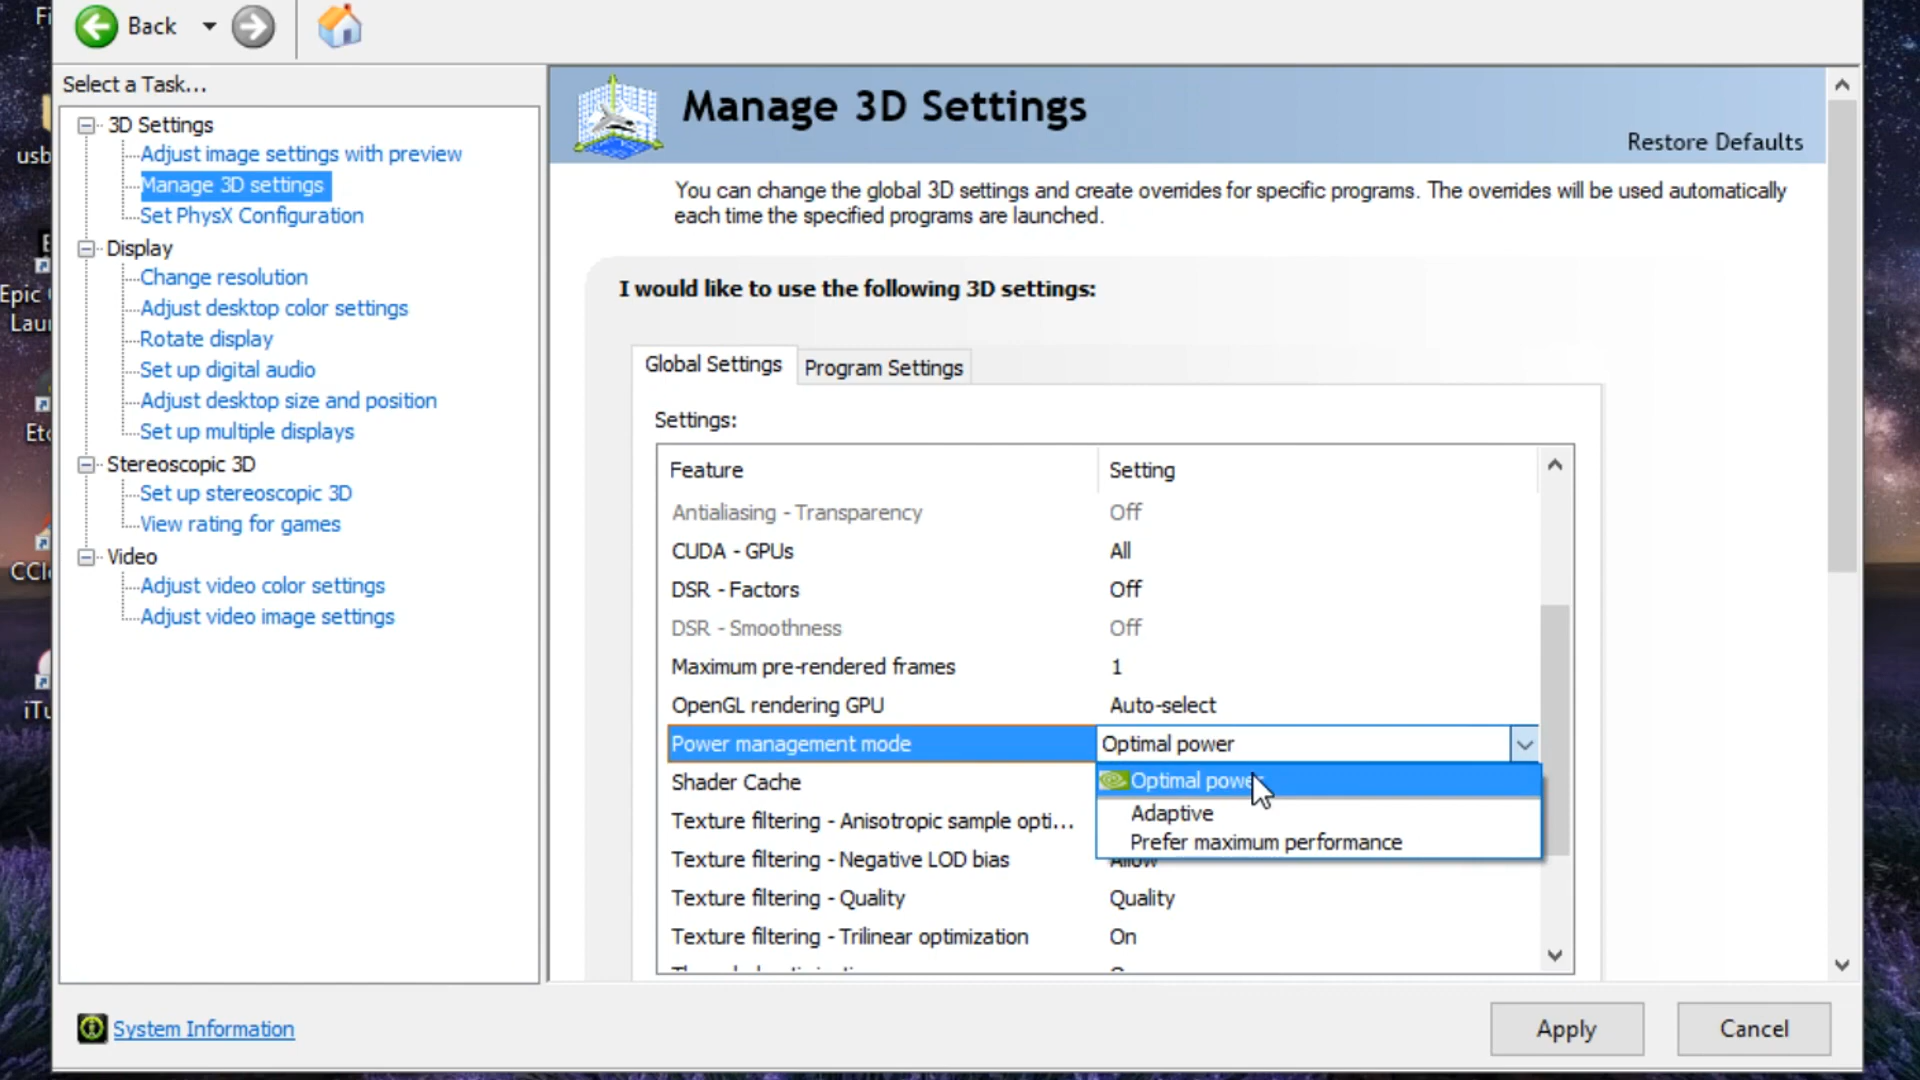 Fi
Back
Select a Task...
3D Settings
Adjust image settings with preview
Manage 3D settings
Set PhysX Configuration
Display
Change resolution
Adjust desktop color settings
Rotate display
Set up digital audio
Adjust desktop size and position
Set up multiple displays
Stereoscopic 3D
Set up stereoscopic 3D
View rating for games
Video
Adjust video color settings
Adjust video image settings
usb
Epic
Laun
Etc
CCle
iTu
Manage 3D Settings
Restore Defaults
You can change the global 3D settings and create overrides for specific programs. The overrides will be used automatically
each time the specified programs are launched.
I would like to use the following 3D settings:
Global Settings
Program Settings
Settings:
Feature Setting
Antialiasing - Transparency Off
CUDA - GPUs All
DSR - Factors Off
DSR - Smoothness Off
Maximum pre-rendered frames 1
OpenGL rendering GPU Auto-select
Power management mode Optimal power
Shader Cache
Optimal power
Adaptive
Prefer maximum performance
Texture filtering - Anisotropic sample opti...
Texture filtering - Negative LOD bias Allow
Texture filtering - Quality Quality
Texture filtering - Trilinear optimization On
System Information
Apply
Cancel